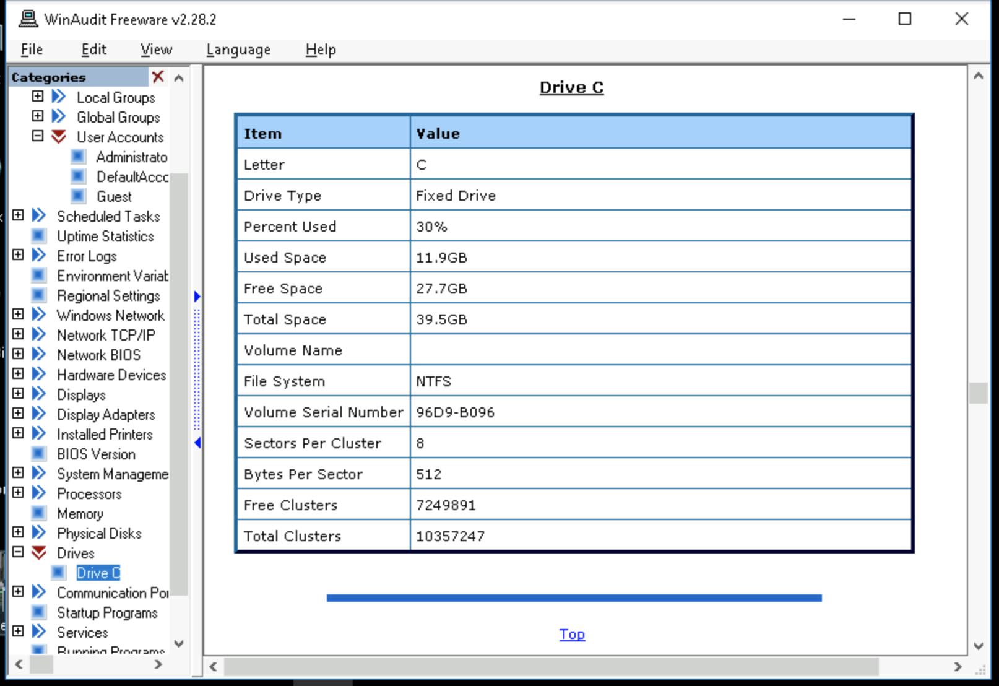 WinAudit Freeware v2.28.2
File Edit View Language Help
Categories
Local Groups
Global Groups
User Accounts
Administrato
DefaultAccc
Guest
Scheduled Tasks
Uptime Statistics
Error Logs
Environment Variab
Regional Settings
Windows Network
Network TCP/IP
Network BIOS
Hardware Devices
Displays
Display Adapters
Installed Printers
BIOS Version
System Manageme
Processors
Memory
Physical Disks
Drives
Drive C
Communication Por
Startup Programs
Services
Running Programs
Drive C
Item Value
Letter C
Drive Type Fixed Drive
Percent Used 30%
Used Space 11.9GB
Free Space 27.7GB
Total Space 39.5GB
Volume Name
File System NTFS
Volume Serial Number 96D9-B096
Sectors Per Cluster 8
Bytes Per Sector 512
Free Clusters 7249891
Total Clusters 10357247
Top